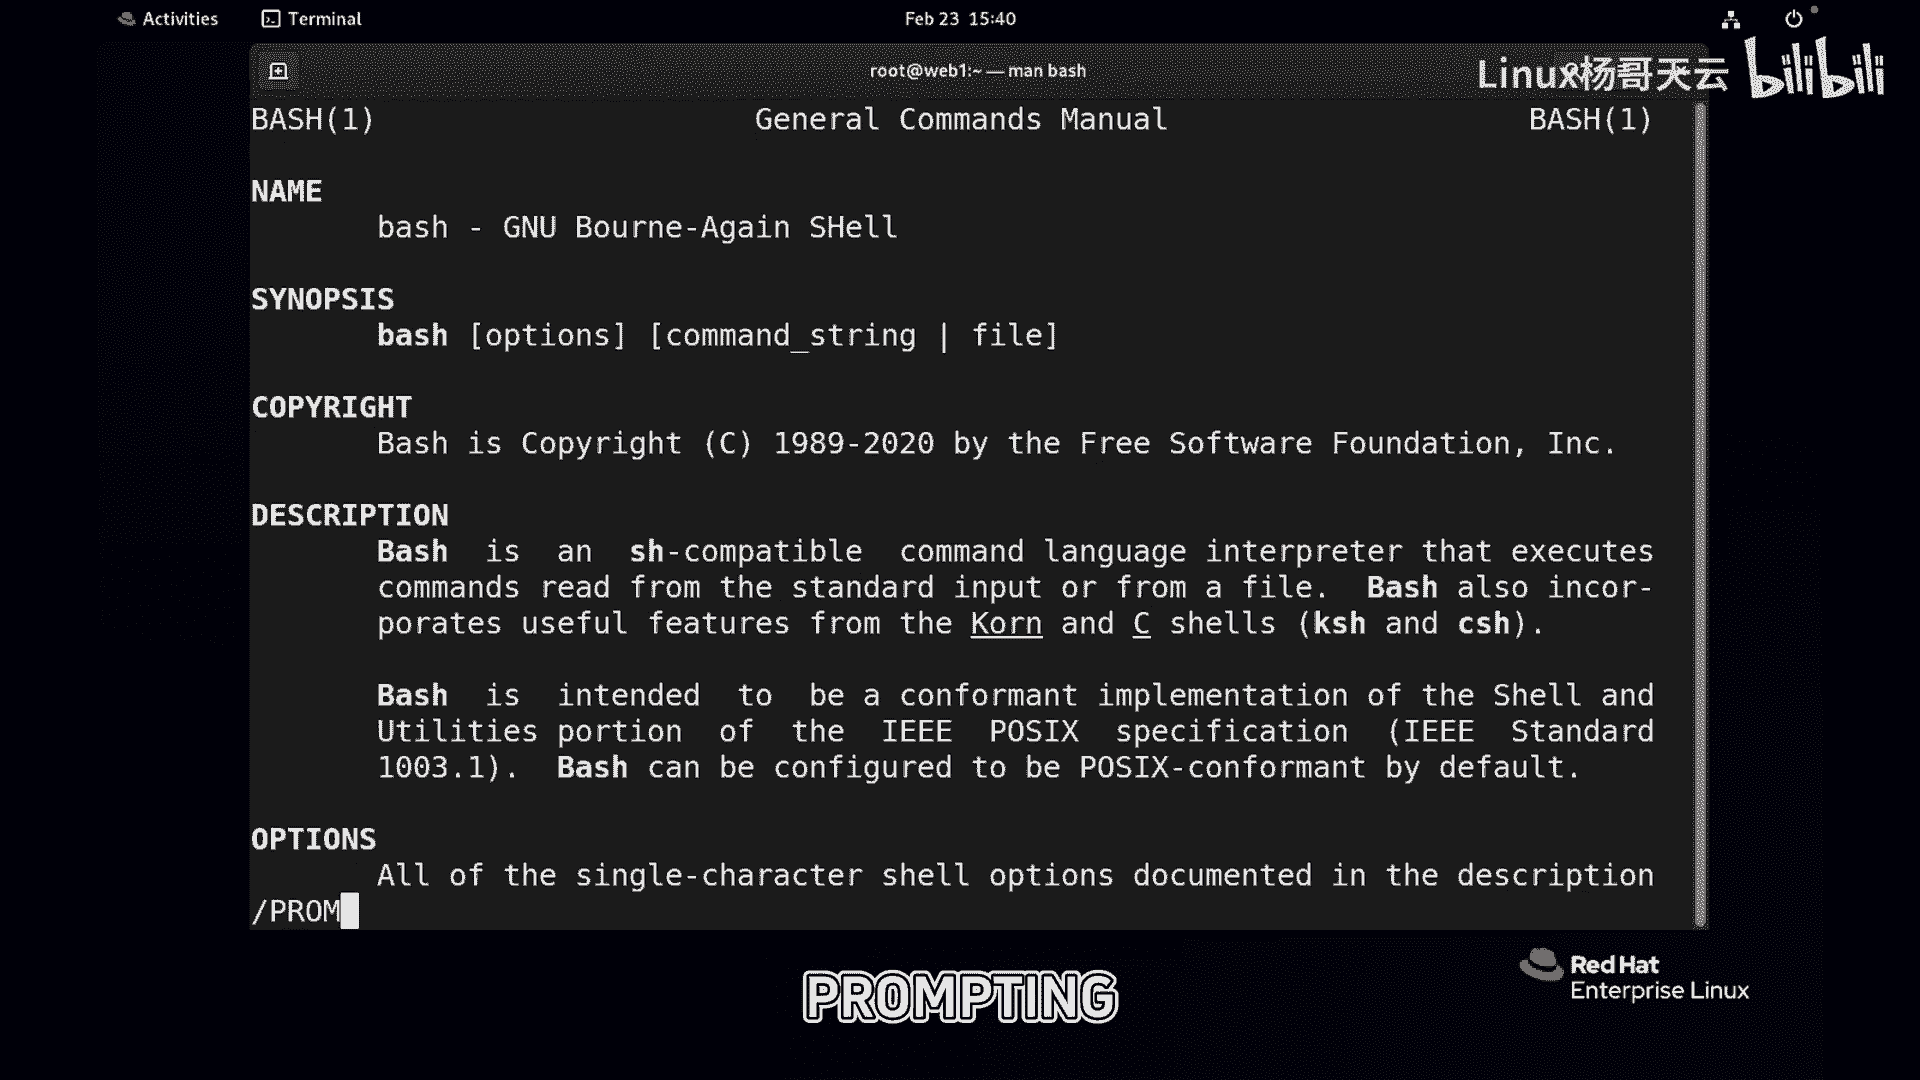 Activities Terminal Feb 23 15:40
root@web1:~ — man bash
Linux杨哥天云 bilibili
BASH(1) General Commands Manual BASH(1)
NAME
bash - GNU Bourne-Again SHell
SYNOPSIS
bash [options] [command_string | file]
COPYRIGHT
Bash is Copyright (C) 1989-2020 by the Free Software Foundation, Inc.
DESCRIPTION
Bash is an sh-compatible command language interpreter that executes
commands read from the standard input or from a file. Bash also incor-
porates useful features from the Korn and C shells (ksh and csh).
Bash is intended to be a conformant implementation of the Shell and
Utilities portion of the IEEE POSIX specification (IEEE Standard
1003.1). Bash can be configured to be POSIX-conformant by default.
OPTIONS
All of the single-character shell options documented in the description
/PROM
PROMPTING
Red Hat
Enterprise Linux